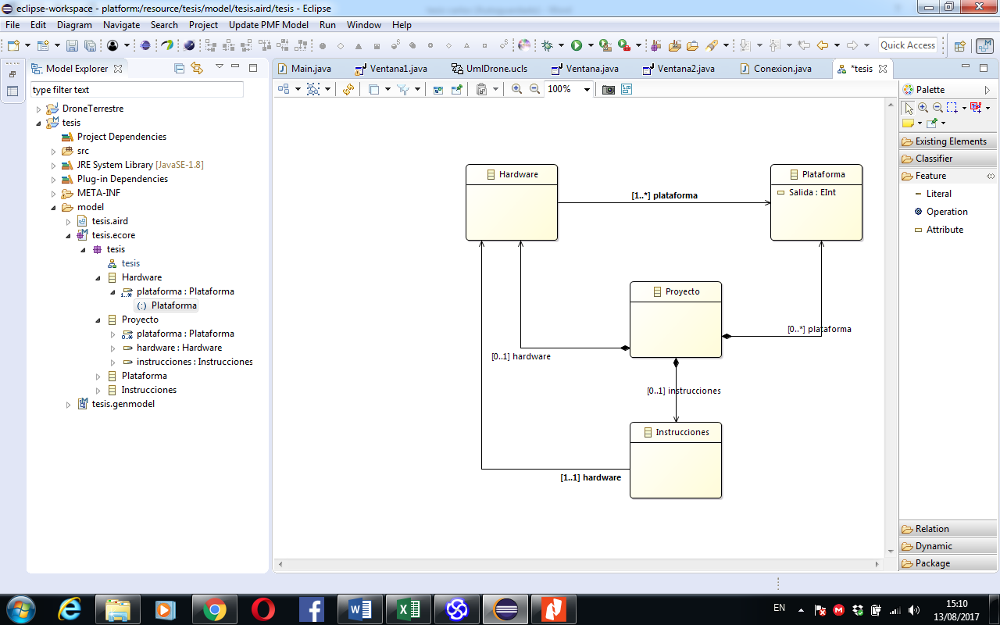 eclipse-workspace - platform:/resource/tesis/model/tesis.aird/tesis - Eclipse
File Edit Diagram Navigate Search Project Update PMF Model Run Window Help
Quick Access
Model Explorer
Main.java Ventana1.java UmlDrone.ucls Ventana.java Ventana2.java Conexion.java *tesis
type filter text
100%
Palette
DroneTerrestre
tesis
Project Dependencies
src
JRE System Library [JavaSE-1.8]
Plug-in Dependencies
META-INF
model
tesis.aird
tesis.ecore
tesis
tesis
Hardware
plataforma : Plataforma
1..*
(:) Plataforma
Proyecto
plataforma : Plataforma
0..*
hardware : Hardware
instrucciones : Instrucciones
Plataforma
Instrucciones
tesis.genmodel
Hardware
[1..*] plataforma
Plataforma
Salida : EInt
Proyecto
[0..*] plataforma
[0..1] hardware
[0..1] instrucciones
Instrucciones
[1..1] hardware
Existing Elements
Classifier
Feature
Literal
Operation
Attribute
Relation
Dynamic
Package
EN
15:10
13/08/2017